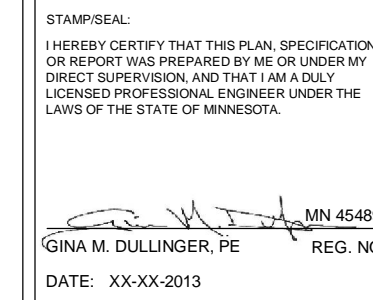 STAMP/SEAL:
I HEREBY CERTIFY THAT THIS PLAN, SPECIFICATION
OR REPORT WAS PREPARED BY ME OR UNDER MY
DIRECT SUPERVISION, AND THAT I AM A DULY
LICENSED PROFESSIONAL ENGINEER UNDER THE
LAWS OF THE STATE OF MINNESOTA.
MN 4548
GINA M. DULLINGER, PE REG. NO
DATE: XX-XX-2013